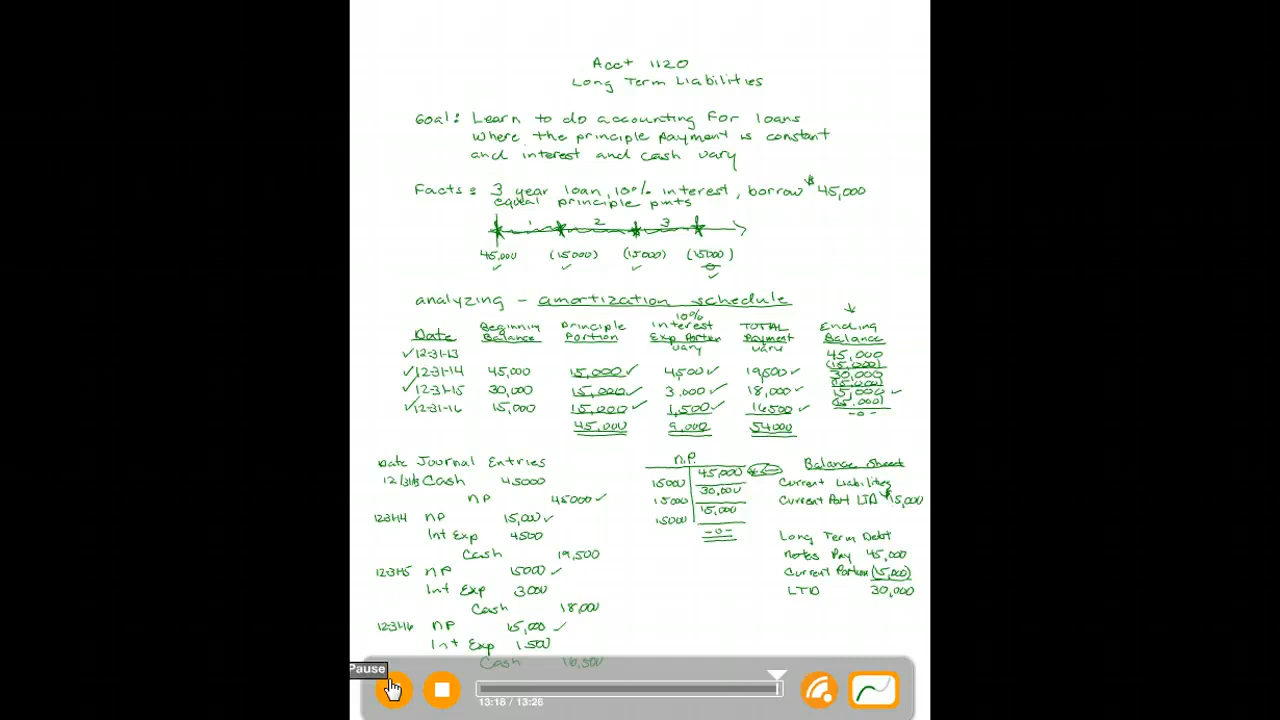 Acct 1120
Long Term Liabilities
Goal: Learn to do accounting for loans
where the principle payment is constant
and interest and cash vary
Facts: 3 year loan, 10% interest, borrow $45,000
equal principle pmts
1 2 3
45,000 (15000) (15000) (15000)
0
analyzing - amortization schedule
10%
Date Beginning Balance Principle Portion Interest Exp Portion vary TOTAL Payment vary Ending Balance
12-31-13 45,000
(15,000)
12-31-14 45,000 15,000 4,500 19,500 30,000
(15,000)
12-31-15 30,000 15,000 3,000 18,000 15,000
(15,000)
12-31-16 15,000 15,000 1,500 16,500 -0-
45,000 9,000 54000
Date Journal Entries
12/31/13 Cash 45000
NP 45000
12-31-14 NP 15,000
Int Exp 4500
Cash 19,500
12-31-15 NP 15000
Int Exp 3000
Cash 18,000
12-31-16 NP 15,000
Int Exp 1,500
Cash 16,500
N.P.
45,000
15000 30,000
15000 15,000
15000 -0-
Balance Sheet
Current Liabilities
Current Port LTD $15,000
Long Term Debt
Notes Pay 45,000
Current Portion (15,000)
LTD 30,000
Pause
13:18 / 13:26